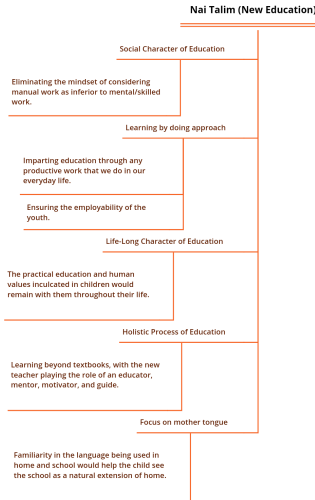 Nai Talim (New Education)
Social Character of Education
Eliminating the mindset of considering
manual work as inferior to mental/skilled
work.
Learning by doing approach
Imparting education through any
productive work that we do in our
everyday life.
Ensuring the employability of the
youth.
Life-Long Character of Education
The practical education and human
values inculcated in children would
remain with them throughout their life.
Holistic Process of Education
Learning beyond textbooks, with the new
teacher playing the role of an educator,
mentor, motivator, and guide.
Focus on mother tongue
Familiarity in the language being used in
home and school would help the child see
the school as a natural extension of home.